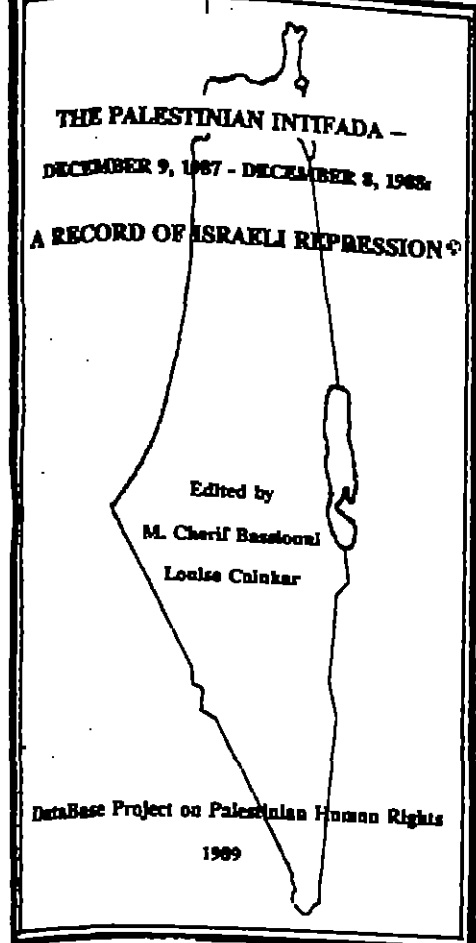 THE PALESTINIAN INTIFADA –
DECEMBER 9, 1987 - DECEMBER 8, 1988:
A RECORD OF ISRAELI REPRESSION ©
Edited by
M. Cherif Bassiouni
Louise Cainkar
DataBase Project on Palestinian Human Rights
1989